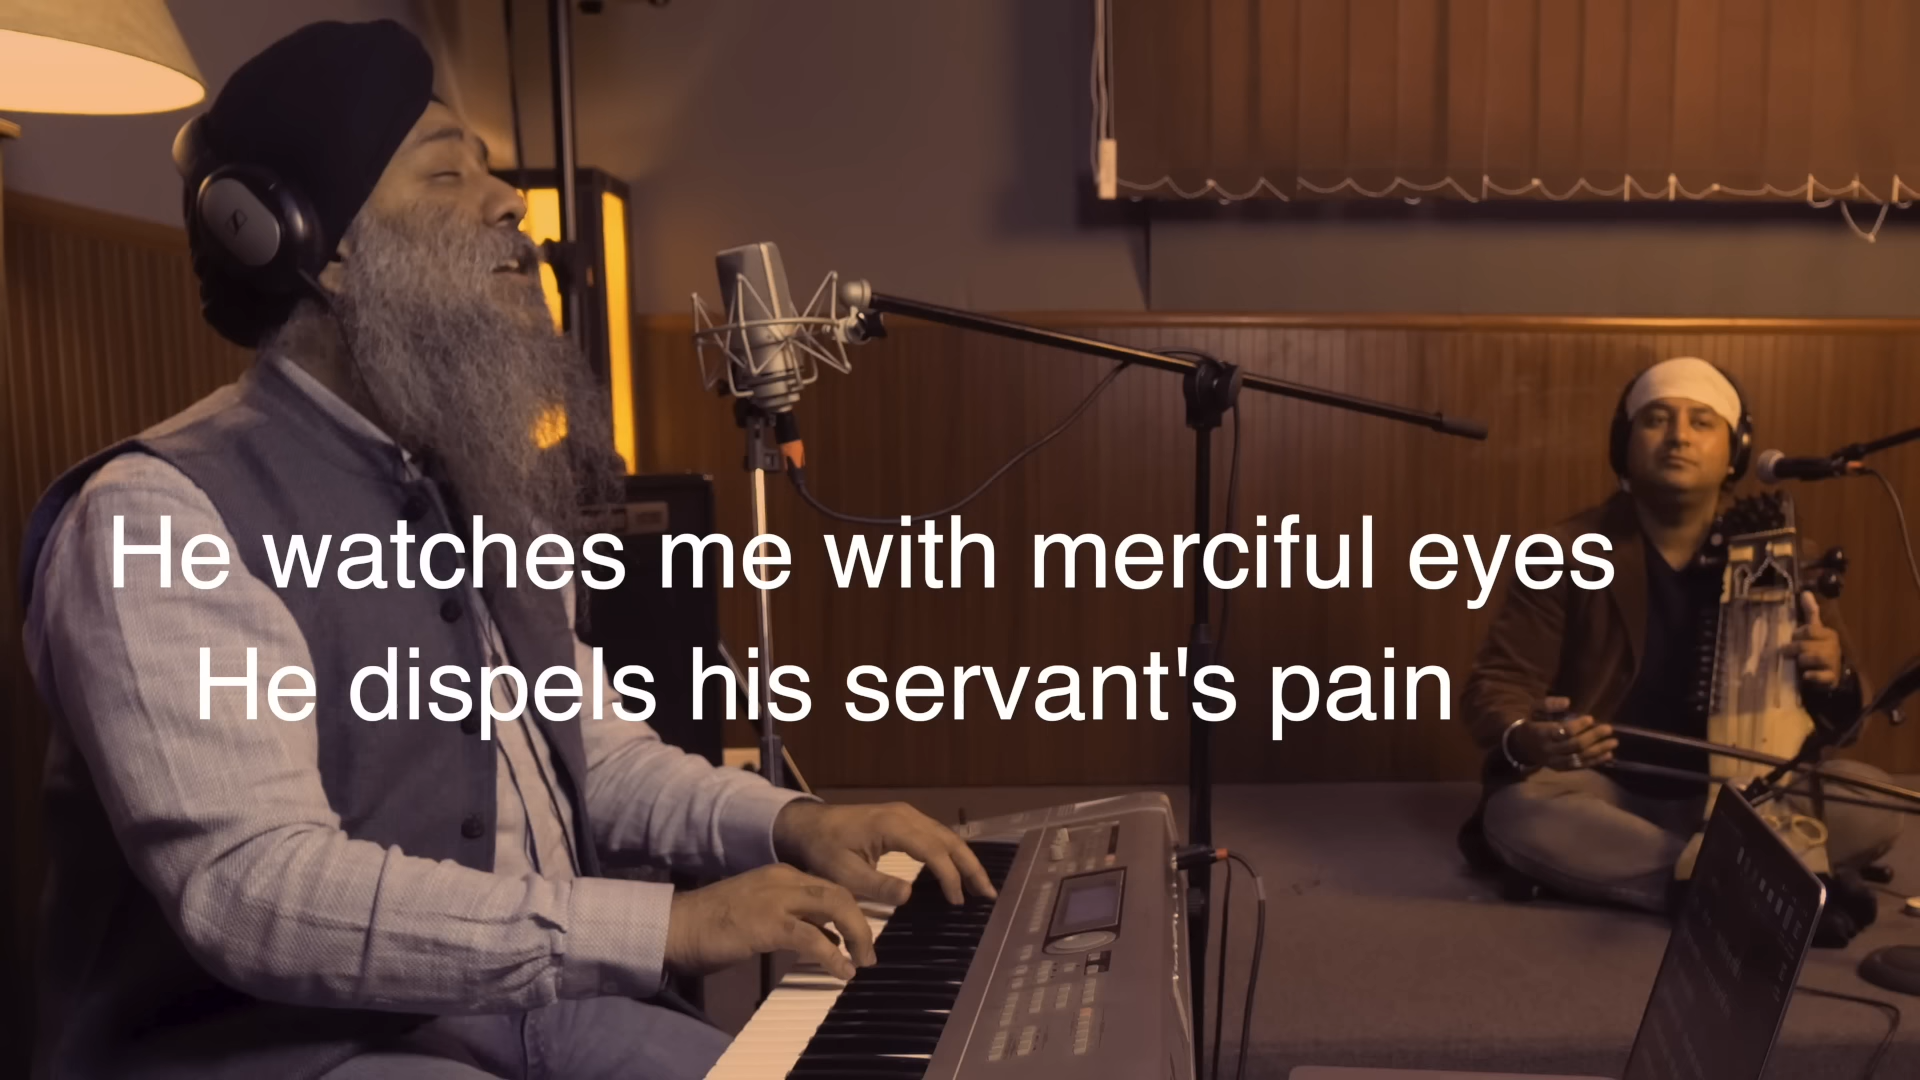 He watches me with merciful eyes
He dispels his servant's pain